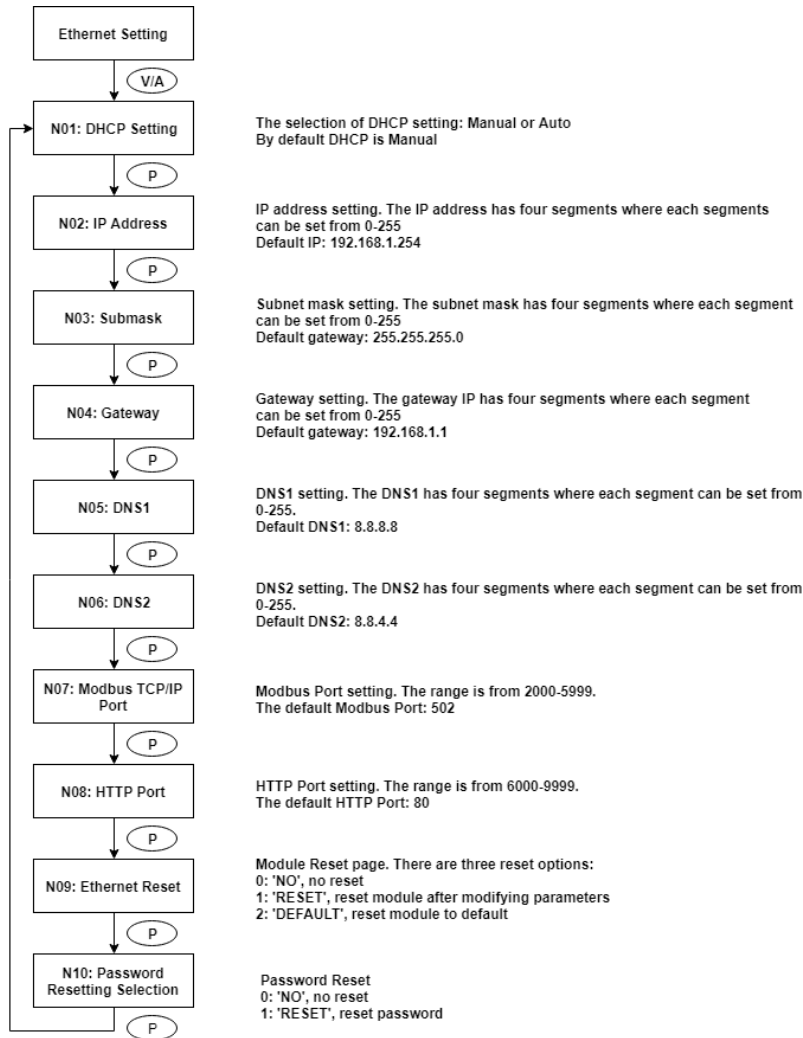 Ethernet Setting
V/A
N01: DHCP Setting
The selection of DHCP setting: Manual or Auto
By default DHCP is Manual
P
N02: IP Address
IP address setting. The IP address has four segments where each segments
can be set from 0-255
Default IP: 192.168.1.254
P
N03: Submask
Subnet mask setting. The subnet mask has four segments where each segment
can be set from 0-255
Default gateway: 255.255.255.0
P
N04: Gateway
Gateway setting. The gateway IP has four segments where each segment
can be set from 0-255
Default gateway: 192.168.1.1
P
N05: DNS1
DNS1 setting. The DNS1 has four segments where each segment can be set from
0-255.
Default DNS1: 8.8.8.8
P
N06: DNS2
DNS2 setting. The DNS2 has four segments where each segment can be set from
0-255.
Default DNS2: 8.8.4.4
P
N07: Modbus TCP/IP
Port
Modbus Port setting. The range is from 2000-5999.
The default Modbus Port: 502
P
N08: HTTP Port
HTTP Port setting. The range is from 6000-9999.
The default HTTP Port: 80
P
N09: Ethernet Reset
Module Reset page. There are three reset options:
0: 'NO', no reset
1: 'RESET', reset module after modifying parameters
2: 'DEFAULT', reset module to default
P
N10: Password
Resetting Selection
Password Reset
0: 'NO', no reset
1: 'RESET', reset password
P